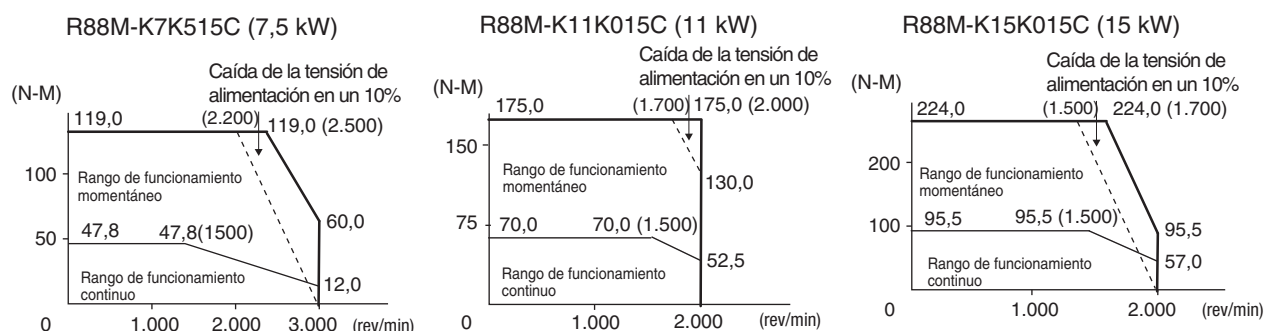 R88M-K7K515C (7,5 kW)
Caída de la tensión de
alimentación en un 10%
(N-M)
119,0
(2.200)
119,0 (2.500)
100
Rango de funcionamiento
momentáneo
60,0
47,8
47,8(1500)
50
Rango de funcionamiento
continuo
12,0
0
1.000
2.000
3.000
(rev/min)
R88M-K11K015C (11 kW)
Caída de la tensión de
alimentación en un 10%
(N-M)
175,0
(1.700)
175,0 (2.000)
150
Rango de funcionamiento
momentáneo
130,0
75
70,0
70,0 (1.500)
52,5
Rango de funcionamiento
continuo
0
1.000
2.000
(rev/min)
R88M-K15K015C (15 kW)
Caída de la tensión de
alimentación en un 10%
(N-M)
224,0
(1.500)
224,0 (1.700)
200
Rango de funcionamiento
momentáneo
100
95,5
95,5 (1.500)
95,5
57,0
Rango de funcionamiento
continuo
0
1.000
2.000
(rev/min)